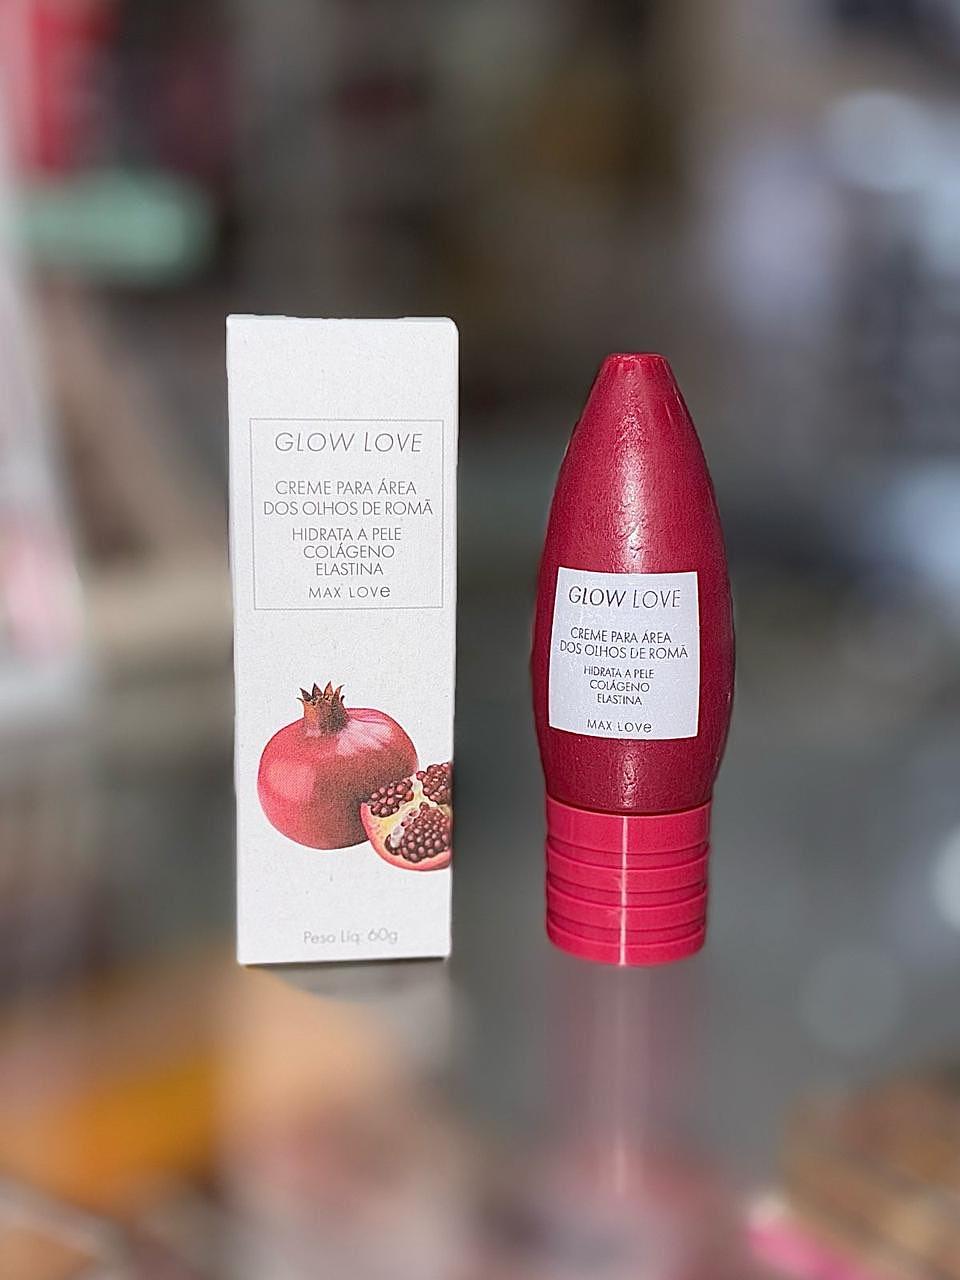 GLOW LOVE
CREME PARA ÁREA
DOS OLHOS DE ROMÃ
HIDRATA A PELE
COLÁGENO
ELASTINA
MAX LOVe
Peso Líq: 60g
GLOW LOVE
CREME PARA ÁREA
DOS OLHOS DE ROMÃ
HIDRATA A PELE
COLÁGENO
ELASTINA
MAX LOVe